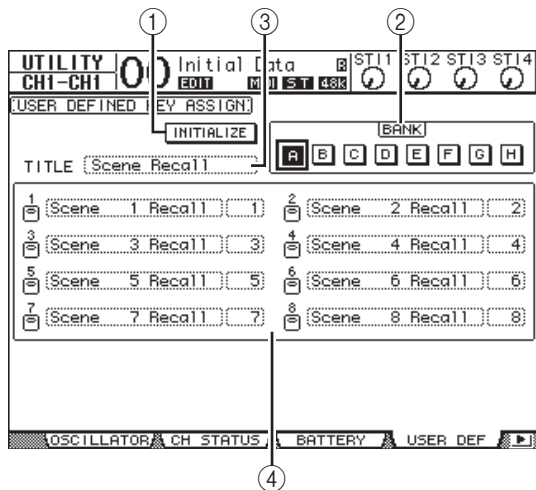 ① ③ ②
UTILITY 00 Initial Data R ST1 ST2 ST3 ST4
CH1-CH1 EDIT ST 48k
[USER DEFINED KEY ASSIGN]
INITIALIZE
BANK
A B C D E F G H
TITLE Scene Recall
1 Scene 1 Recall 1 2 Scene 2 Recall 2
3 Scene 3 Recall 3 4 Scene 4 Recall 4
5 Scene 5 Recall 5 6 Scene 6 Recall 6
7 Scene 7 Recall 7 8 Scene 8 Recall 8
OSCILLATOR CH STATUS BATTERY USER DEF
④